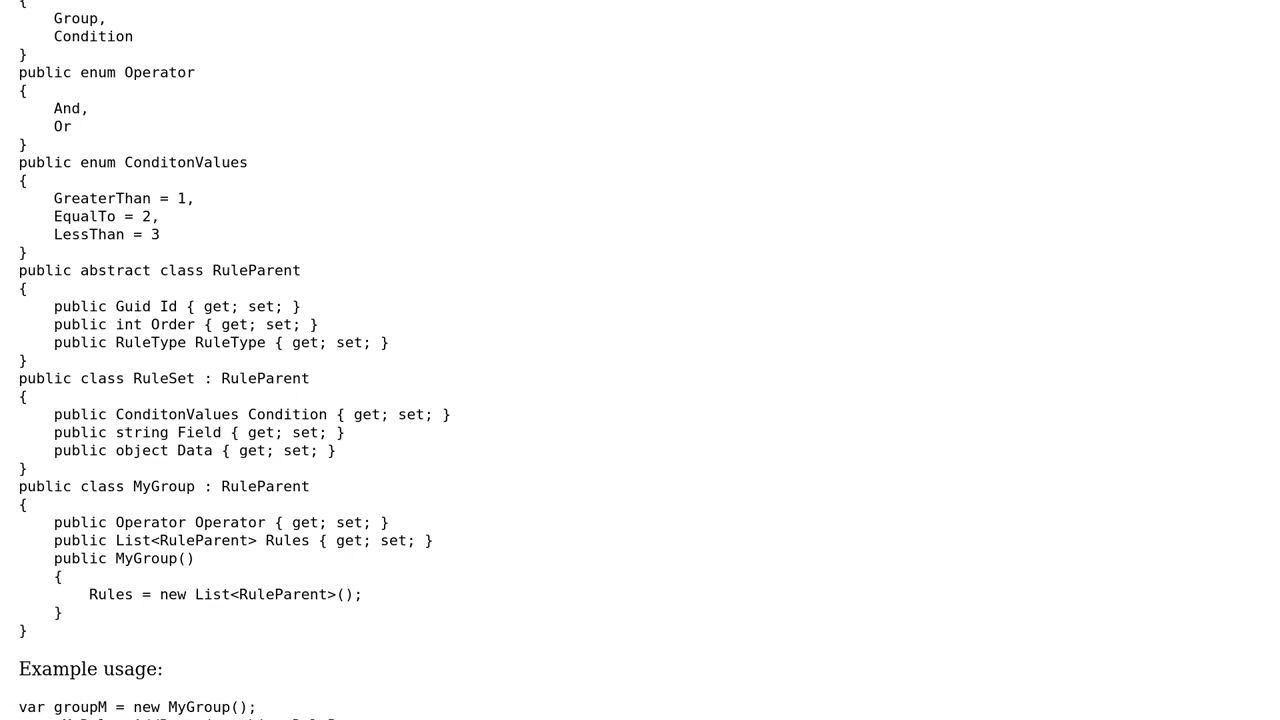 {
    Group,
    Condition
}
public enum Operator
{
    And,
    Or
}
public enum ConditonValues
{
    GreaterThan = 1,
    EqualTo = 2,
    LessThan = 3
}
public abstract class RuleParent
{
    public Guid Id { get; set; }
    public int Order { get; set; }
    public RuleType RuleType { get; set; }
}
public class RuleSet : RuleParent
{
    public ConditonValues Condition { get; set; }
    public string Field { get; set; }
    public object Data { get; set; }
}
public class MyGroup : RuleParent
{
    public Operator Operator { get; set; }
    public List<RuleParent> Rules { get; set; }
    public MyGroup()
    {
        Rules = new List<RuleParent>();
    }
}
Example usage:
var groupM = new MyGroup();